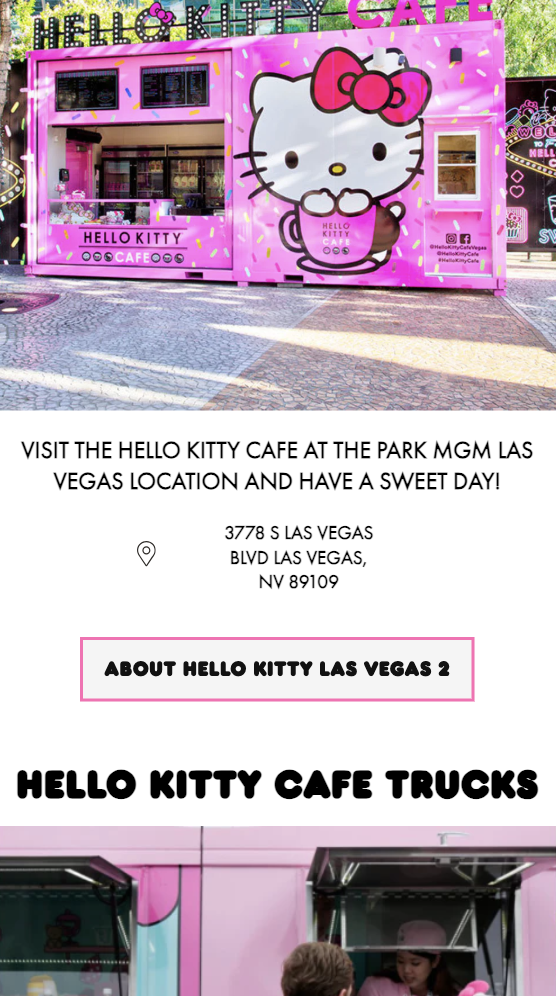 HELLO KITTY CAFE
HELLO
KITTY
CAFE
HELLO KITTY
CAFE
@HelloKittyCafeVegas
@HelloKittyCafe
#HelloKittyCafe
VISIT THE HELLO KITTY CAFE AT THE PARK MGM LAS
VEGAS LOCATION AND HAVE A SWEET DAY!
3778 S LAS VEGAS
BLVD LAS VEGAS,
NV 89109
ABOUT HELLO KITTY LAS VEGAS 2
HELLO KITTY CAFE TRUCKS